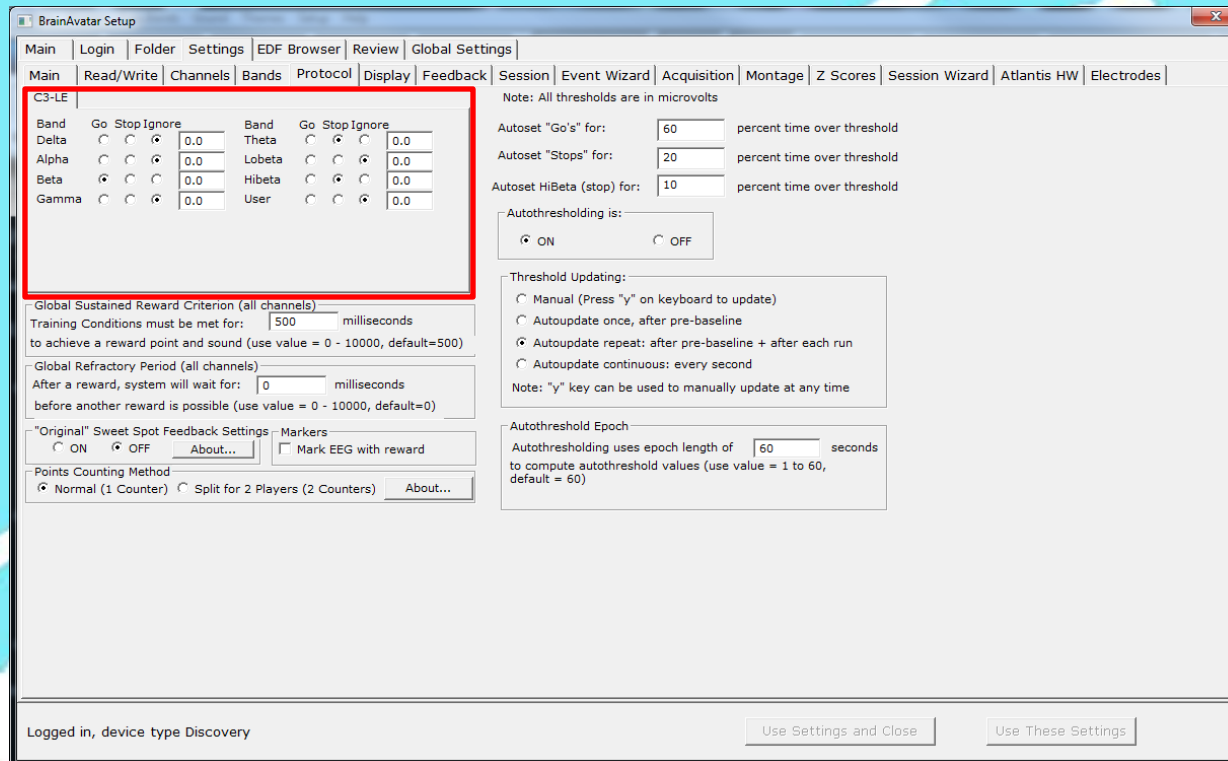 BrainAvatar Setup
Main Login Folder Settings EDF Browser Review Global Settings
Main Read/Write Channels Bands Protocol Display Feedback Session Event Wizard Acquisition Montage Z Scores Session Wizard Atlantis HW Electrodes
C3-LE
Band Go Stop Ignore Band Go Stop Ignore
Delta 0.0 Theta 0.0
Alpha 0.0 Lobeta 0.0
Beta 0.0 Hibeta 0.0
Gamma 0.0 User 0.0
Global Sustained Reward Criterion (all channels)
Training Conditions must be met for: 500 milliseconds
to achieve a reward point and sound (use value = 0 - 10000, default=500)
Global Refractory Period (all channels)
After a reward, system will wait for: 0 milliseconds
before another reward is possible (use value = 0 - 10000, default=0)
"Original" Sweet Spot Feedback Settings
ON OFF About...
Markers
Mark EEG with reward
Points Counting Method
Normal (1 Counter) Split for 2 Players (2 Counters) About...
Note: All thresholds are in microvolts
Autoset "Go's" for: 60 percent time over threshold
Autoset "Stops" for: 20 percent time over threshold
Autoset HiBeta (stop) for: 10 percent time over threshold
Autothresholding is:
ON OFF
Threshold Updating:
Manual (Press "y" on keyboard to update)
Autoupdate once, after pre-baseline
Autoupdate repeat: after pre-baseline + after each run
Autoupdate continuous: every second
Note: "y" key can be used to manually update at any time
Autothreshold Epoch
Autothresholding uses epoch length of 60 seconds
to compute autothreshold values (use value = 1 to 60,
default = 60)
Logged in, device type Discovery
Use Settings and Close Use These Settings